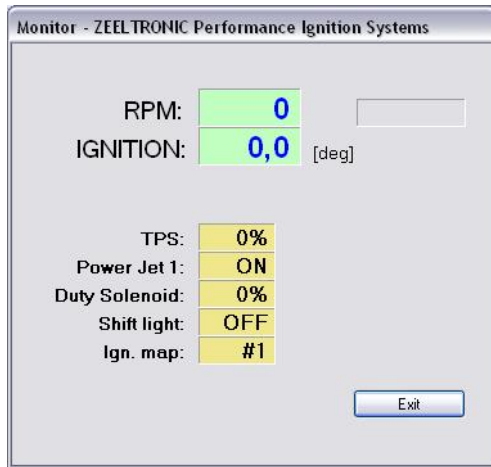 Monitor - ZEELTRONIC Performance Ignition Systems
RPM: 0
IGNITION: 0,0 [deg]
TPS: 0%
Power Jet 1: ON
Duty Solenoid: 0%
Shift light: OFF
Ign. map: #1
Exit